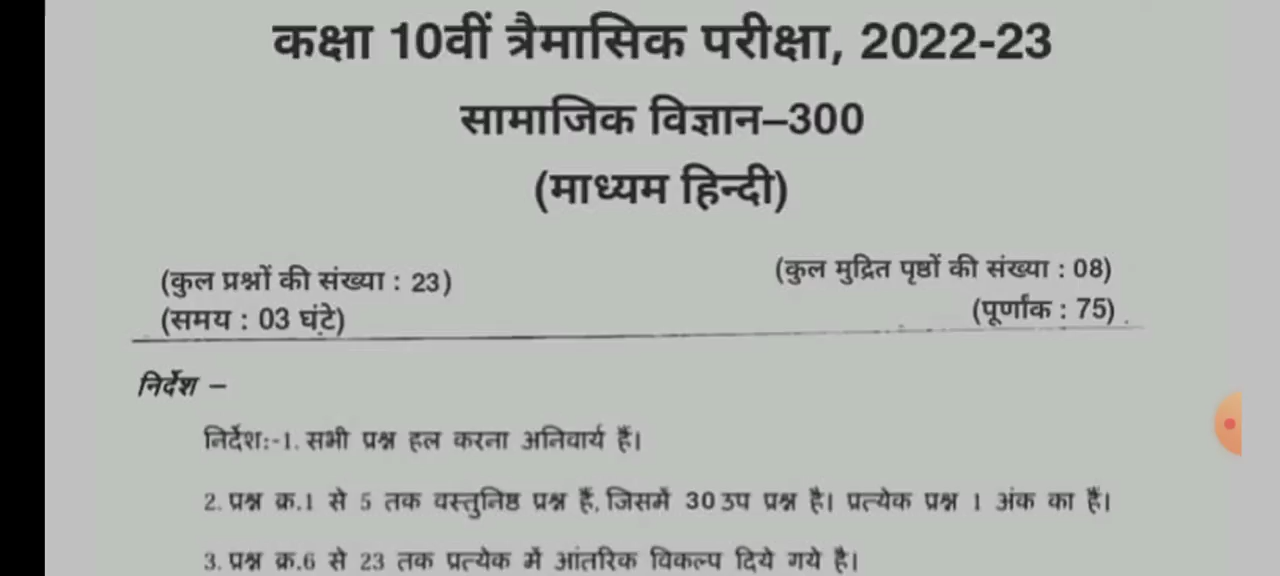 कक्षा 10वीं त्रैमासिक परीक्षा, 2022-23
सामाजिक विज्ञान–300
(माध्यम हिन्दी)
(कुल प्रश्नों की संख्या : 23)
(कुल मुद्रित पृष्ठों की संख्या : 08)
(समय : 03 घंटे)
(पूर्णांक : 75)
निर्देश –
निर्देश:-1. सभी प्रश्न हल करना अनिवार्य हैं।
2. प्रश्न क्र.1 से 5 तक वस्तुनिष्ठ प्रश्न हैं, जिसमें 30 उप प्रश्न है। प्रत्येक प्रश्न 1 अंक का हैं।
3. प्रश्न क्र.6 से 23 तक प्रत्येक में आंतरिक विकल्प दिये गये है।